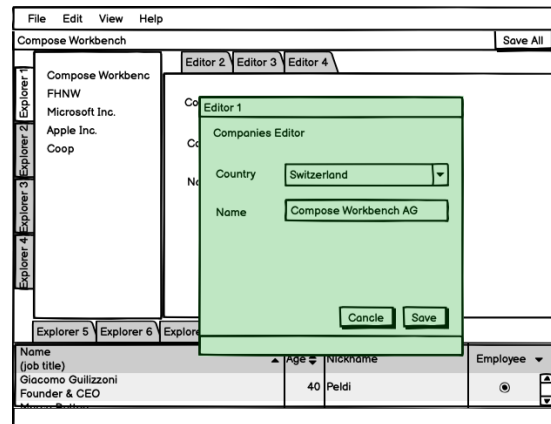 File Edit View Help
Compose Workbench
Save All
Editor 2 Editor 3 Editor 4
Explorer 1
Explorer 2
Explorer 3
Explorer 4
Compose Workbenc
FHNW
Microsoft Inc.
Apple Inc.
Coop
Co
Na
Editor 1
Companies Editor
Country Switzerland
Name Compose Workbench AG
Cancle Save
Explorer 5 Explorer 6 Explore
Name
(job title)
Age Nickname Employee
Giacomo Guilizzoni
Founder & CEO
40 Peldi